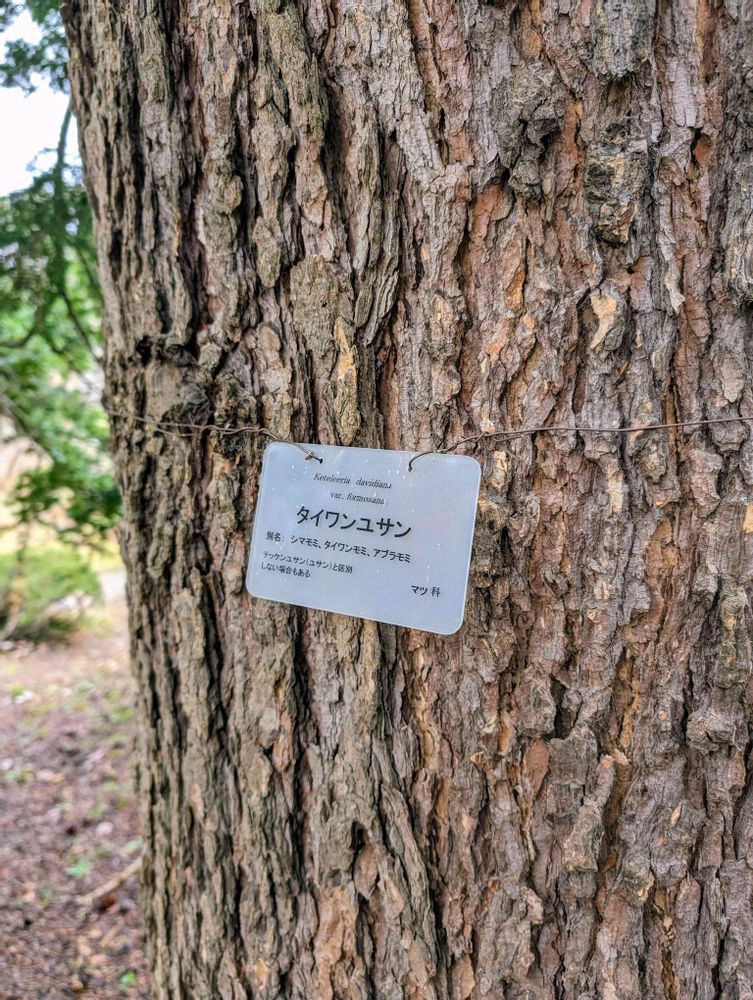 Keteleeria davidiana
var. formosana
タイワンユサン
別名: シマモミ、タイワンモミ、アブラモミ
テッケンユサン(ユサン)と区別
しない場合もある
マツ科